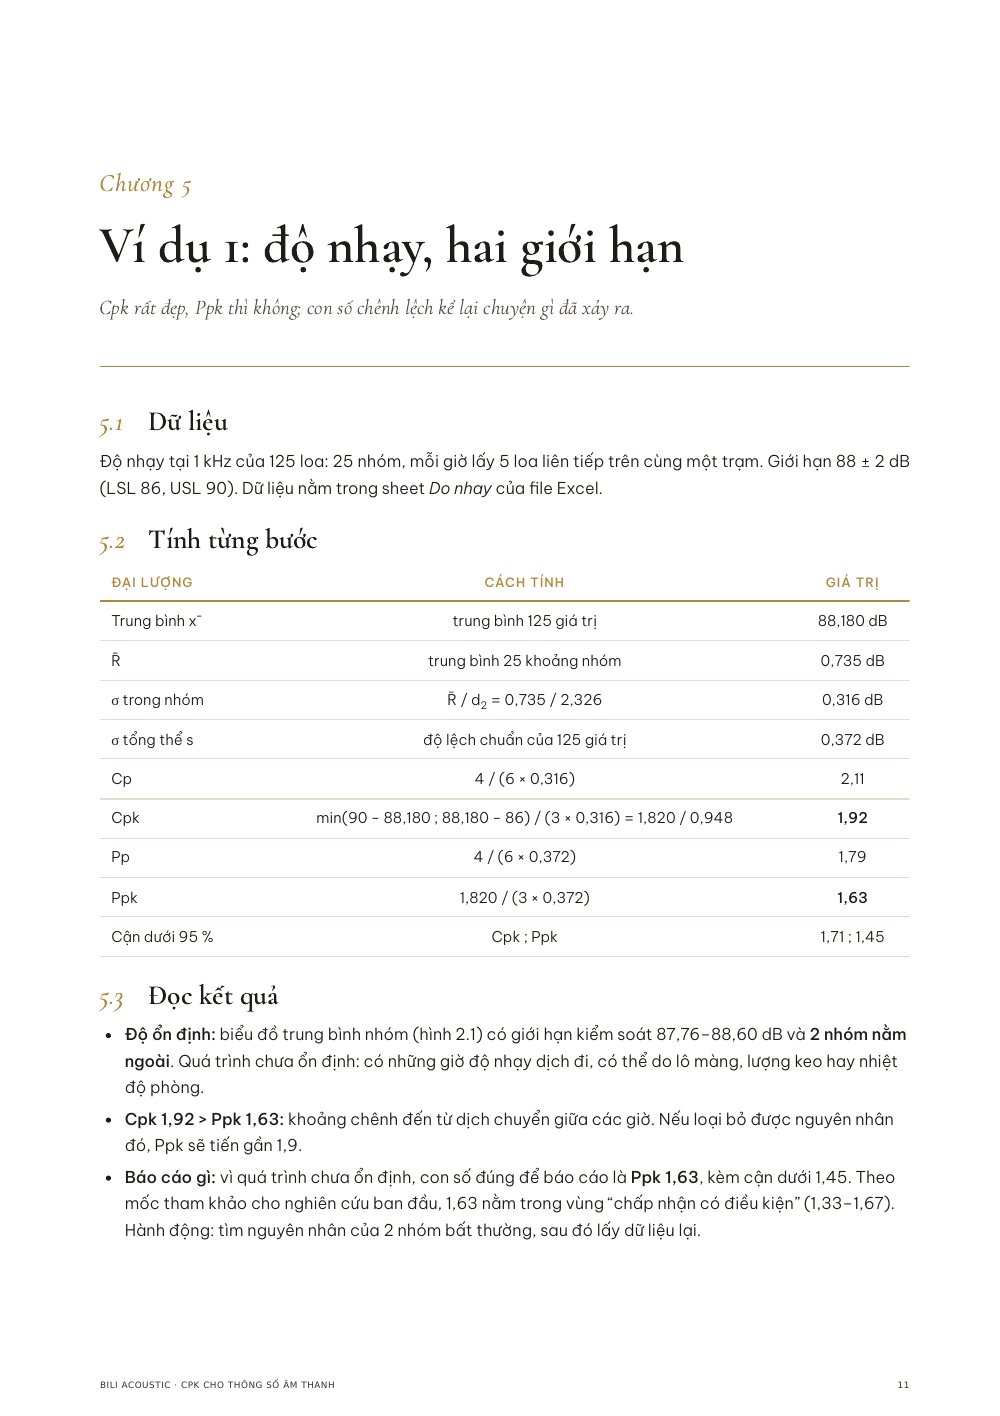 Chương 5
Ví dụ 1: độ nhạy, hai giới hạn
Cpk rất đẹp, Ppk thì không; con số chênh lệch kể lại chuyện gì đã xảy ra.
5.1 Dữ liệu
Độ nhạy tại 1 kHz của 125 loa: 25 nhóm, mỗi giờ lấy 5 loa liên tiếp trên cùng một trạm. Giới hạn 88 ± 2 dB
(LSL 86, USL 90). Dữ liệu nằm trong sheet Do nhay của file Excel.
5.2 Tính từng bước
ĐẠI LƯỢNG CÁCH TÍNH GIÁ TRỊ
Trung bình x¯ trung bình 125 giá trị 88,180 dB
R̄ trung bình 25 khoảng nhóm 0,735 dB
σ trong nhóm R̄ / d₂ = 0,735 / 2,326 0,316 dB
σ tổng thể s độ lệch chuẩn của 125 giá trị 0,372 dB
Cp 4 / (6 × 0,316) 2,11
Cpk min(90 − 88,180 ; 88,180 − 86) / (3 × 0,316) = 1,820 / 0,948 1,92
Pp 4 / (6 × 0,372) 1,79
Ppk 1,820 / (3 × 0,372) 1,63
Cận dưới 95 % Cpk ; Ppk 1,71 ; 1,45
5.3 Đọc kết quả
• Độ ổn định: biểu đồ trung bình nhóm (hình 2.1) có giới hạn kiểm soát 87,76–88,60 dB và 2 nhóm nằm
ngoài. Quá trình chưa ổn định: có những giờ độ nhạy dịch đi, có thể do lô màng, lượng keo hay nhiệt
độ phòng.
• Cpk 1,92 > Ppk 1,63: khoảng chênh đến từ dịch chuyển giữa các giờ. Nếu loại bỏ được nguyên nhân
đó, Ppk sẽ tiến gần 1,9.
• Báo cáo gì: vì quá trình chưa ổn định, con số đúng để báo cáo là Ppk 1,63, kèm cận dưới 1,45. Theo
mốc tham khảo cho nghiên cứu ban đầu, 1,63 nằm trong vùng “chấp nhận có điều kiện” (1,33–1,67).
Hành động: tìm nguyên nhân của 2 nhóm bất thường, sau đó lấy dữ liệu lại.
BILI ACOUSTIC · CPK CHO THÔNG SỐ ÂM THANH 11